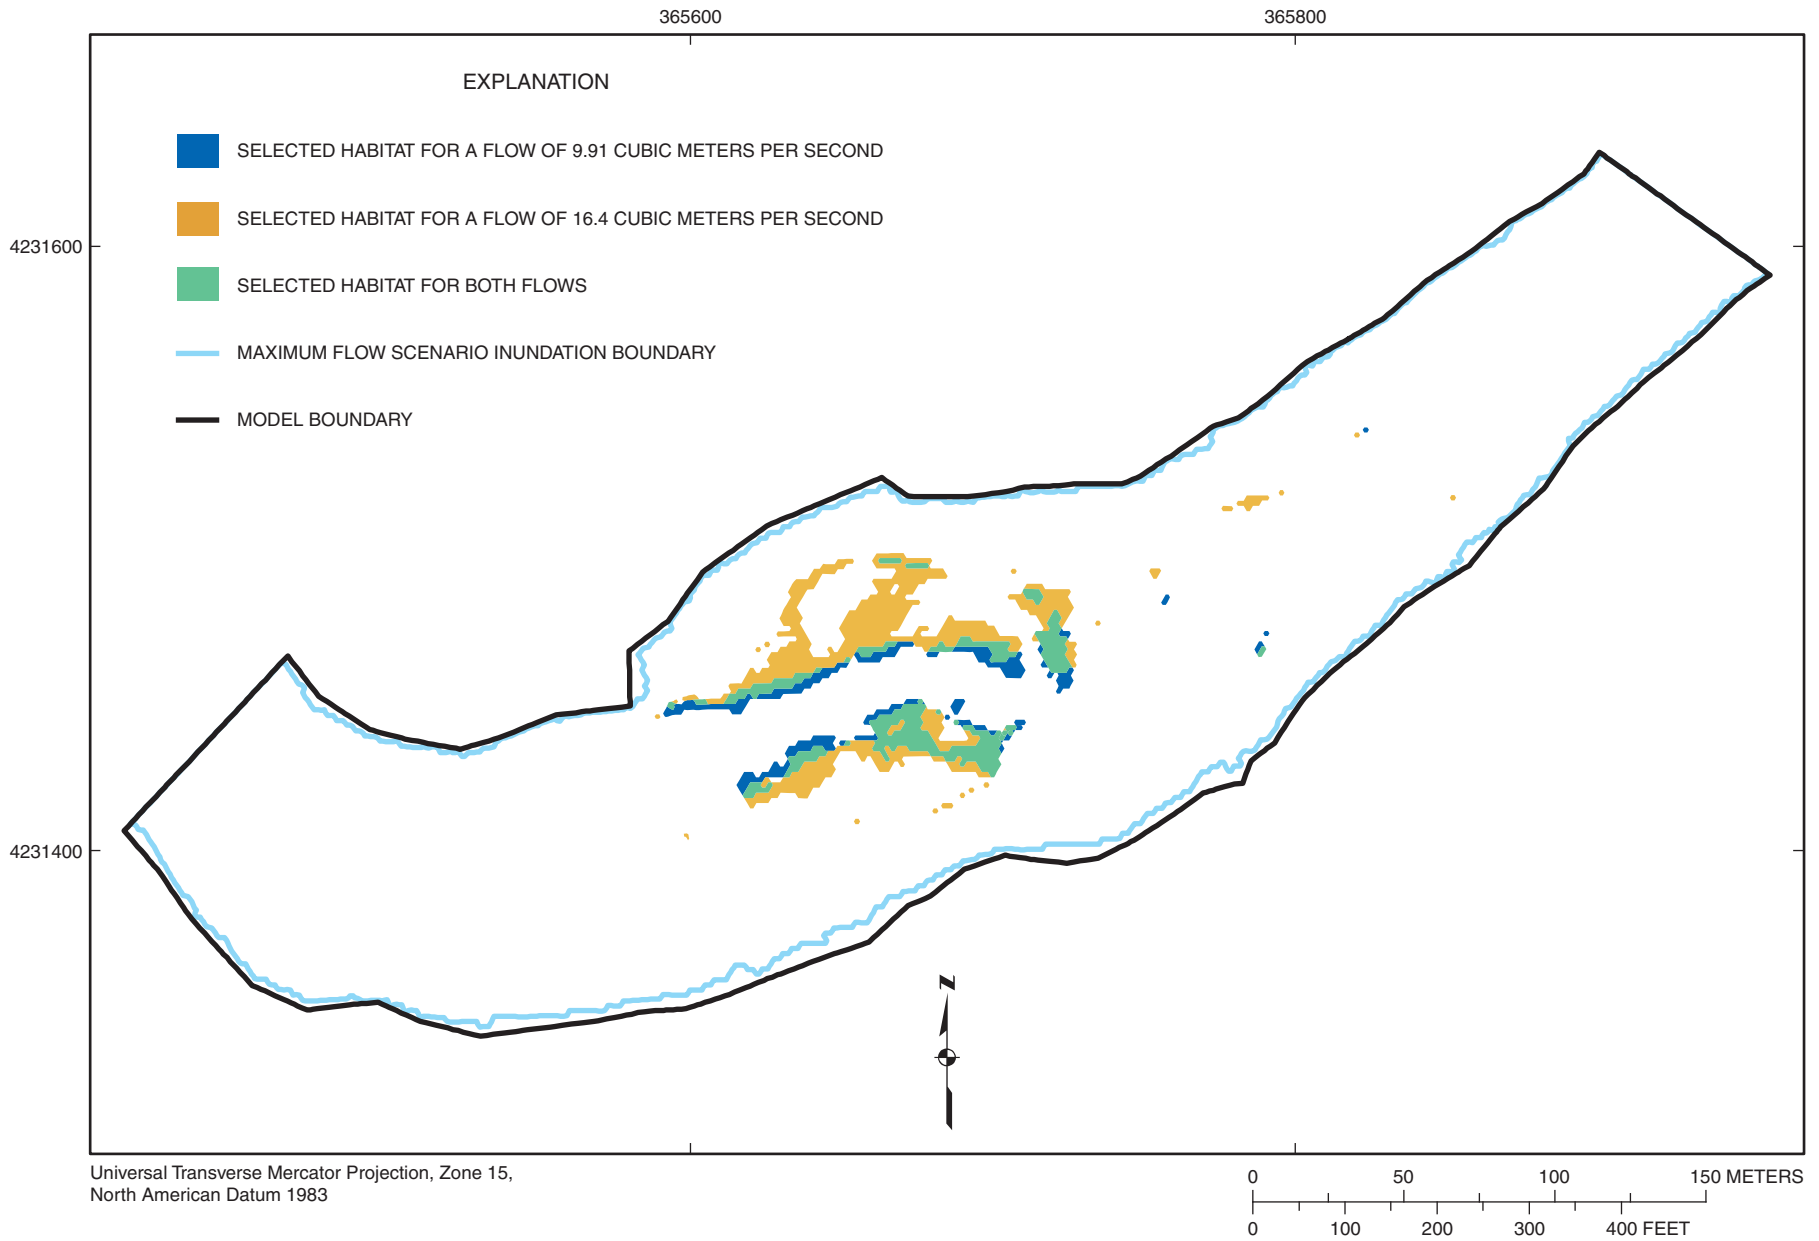 365600 365800
EXPLANATION
SELECTED HABITAT FOR A FLOW OF 9.91 CUBIC METERS PER SECOND
SELECTED HABITAT FOR A FLOW OF 16.4 CUBIC METERS PER SECOND
4231600
SELECTED HABITAT FOR BOTH FLOWS
MAXIMUM FLOW SCENARIO INUNDATION BOUNDARY
MODEL BOUNDARY
4231400
N
Universal Transverse Mercator Projection, Zone 15,
North American Datum 1983
0 50 100 150 METERS
0 100 200 300 400 FEET